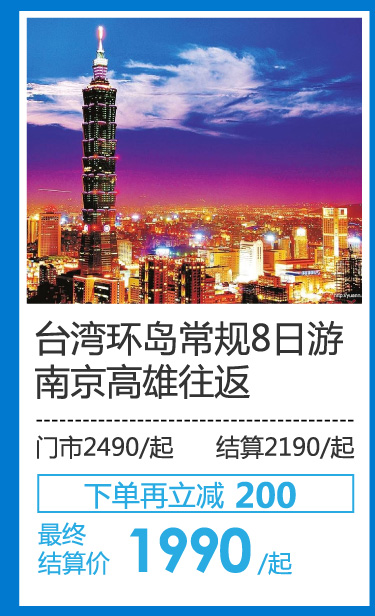 台湾环岛常规8日游
南京高雄往返
门市2490/起 结算2190/起
下单再立减 200
最终
结算价 1990 /起